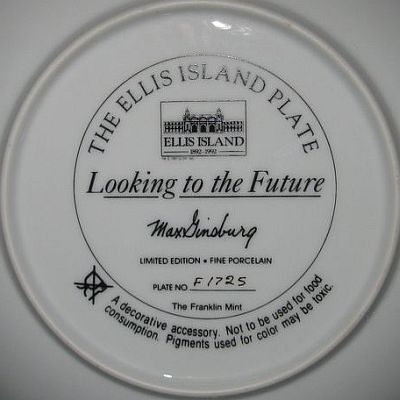 THE ELLIS ISLAND PLATE
ELLIS ISLAND
1892-1992
Looking to the Future
Max Ginsburg
LIMITED EDITION • FINE PORCELAIN
PLATE NO F1725
The Franklin Mint
A decorative accessory. Not to be used for food
consumption. Pigments used for color may be toxic.